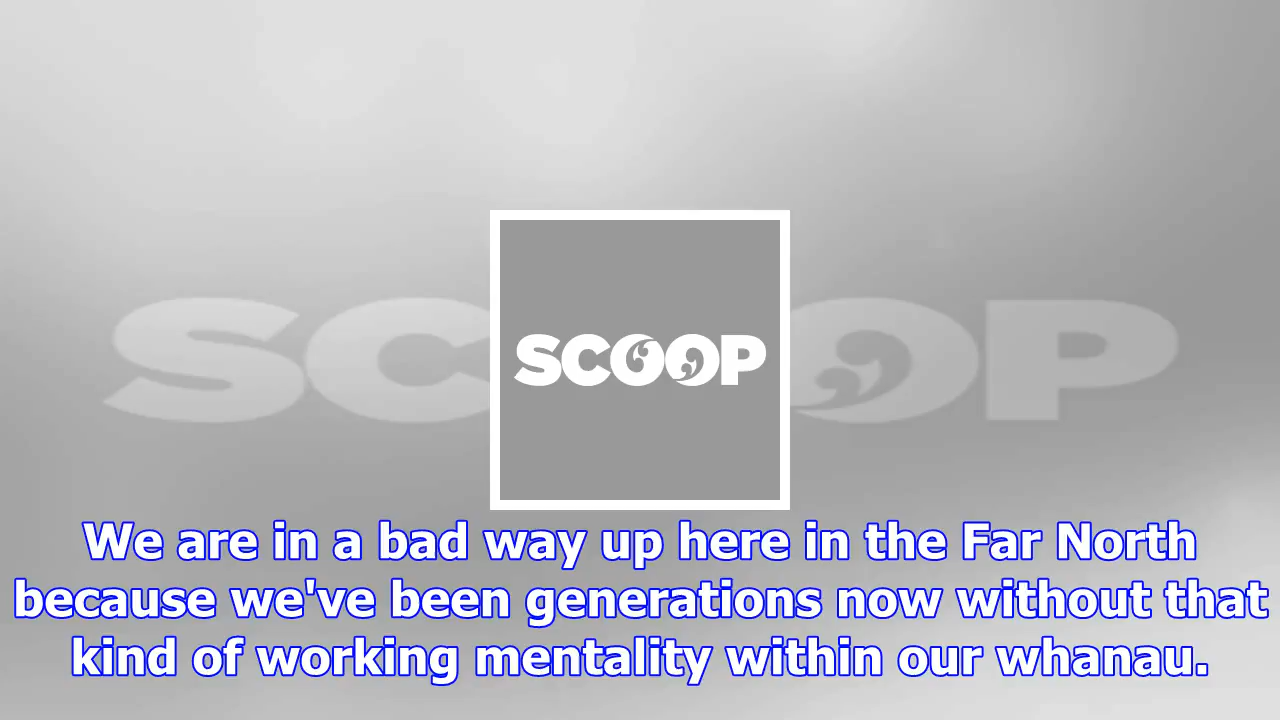 SCOOP
SCOOP
We are in a bad way up here in the Far North
because we've been generations now without that
kind of working mentality within our whanau.